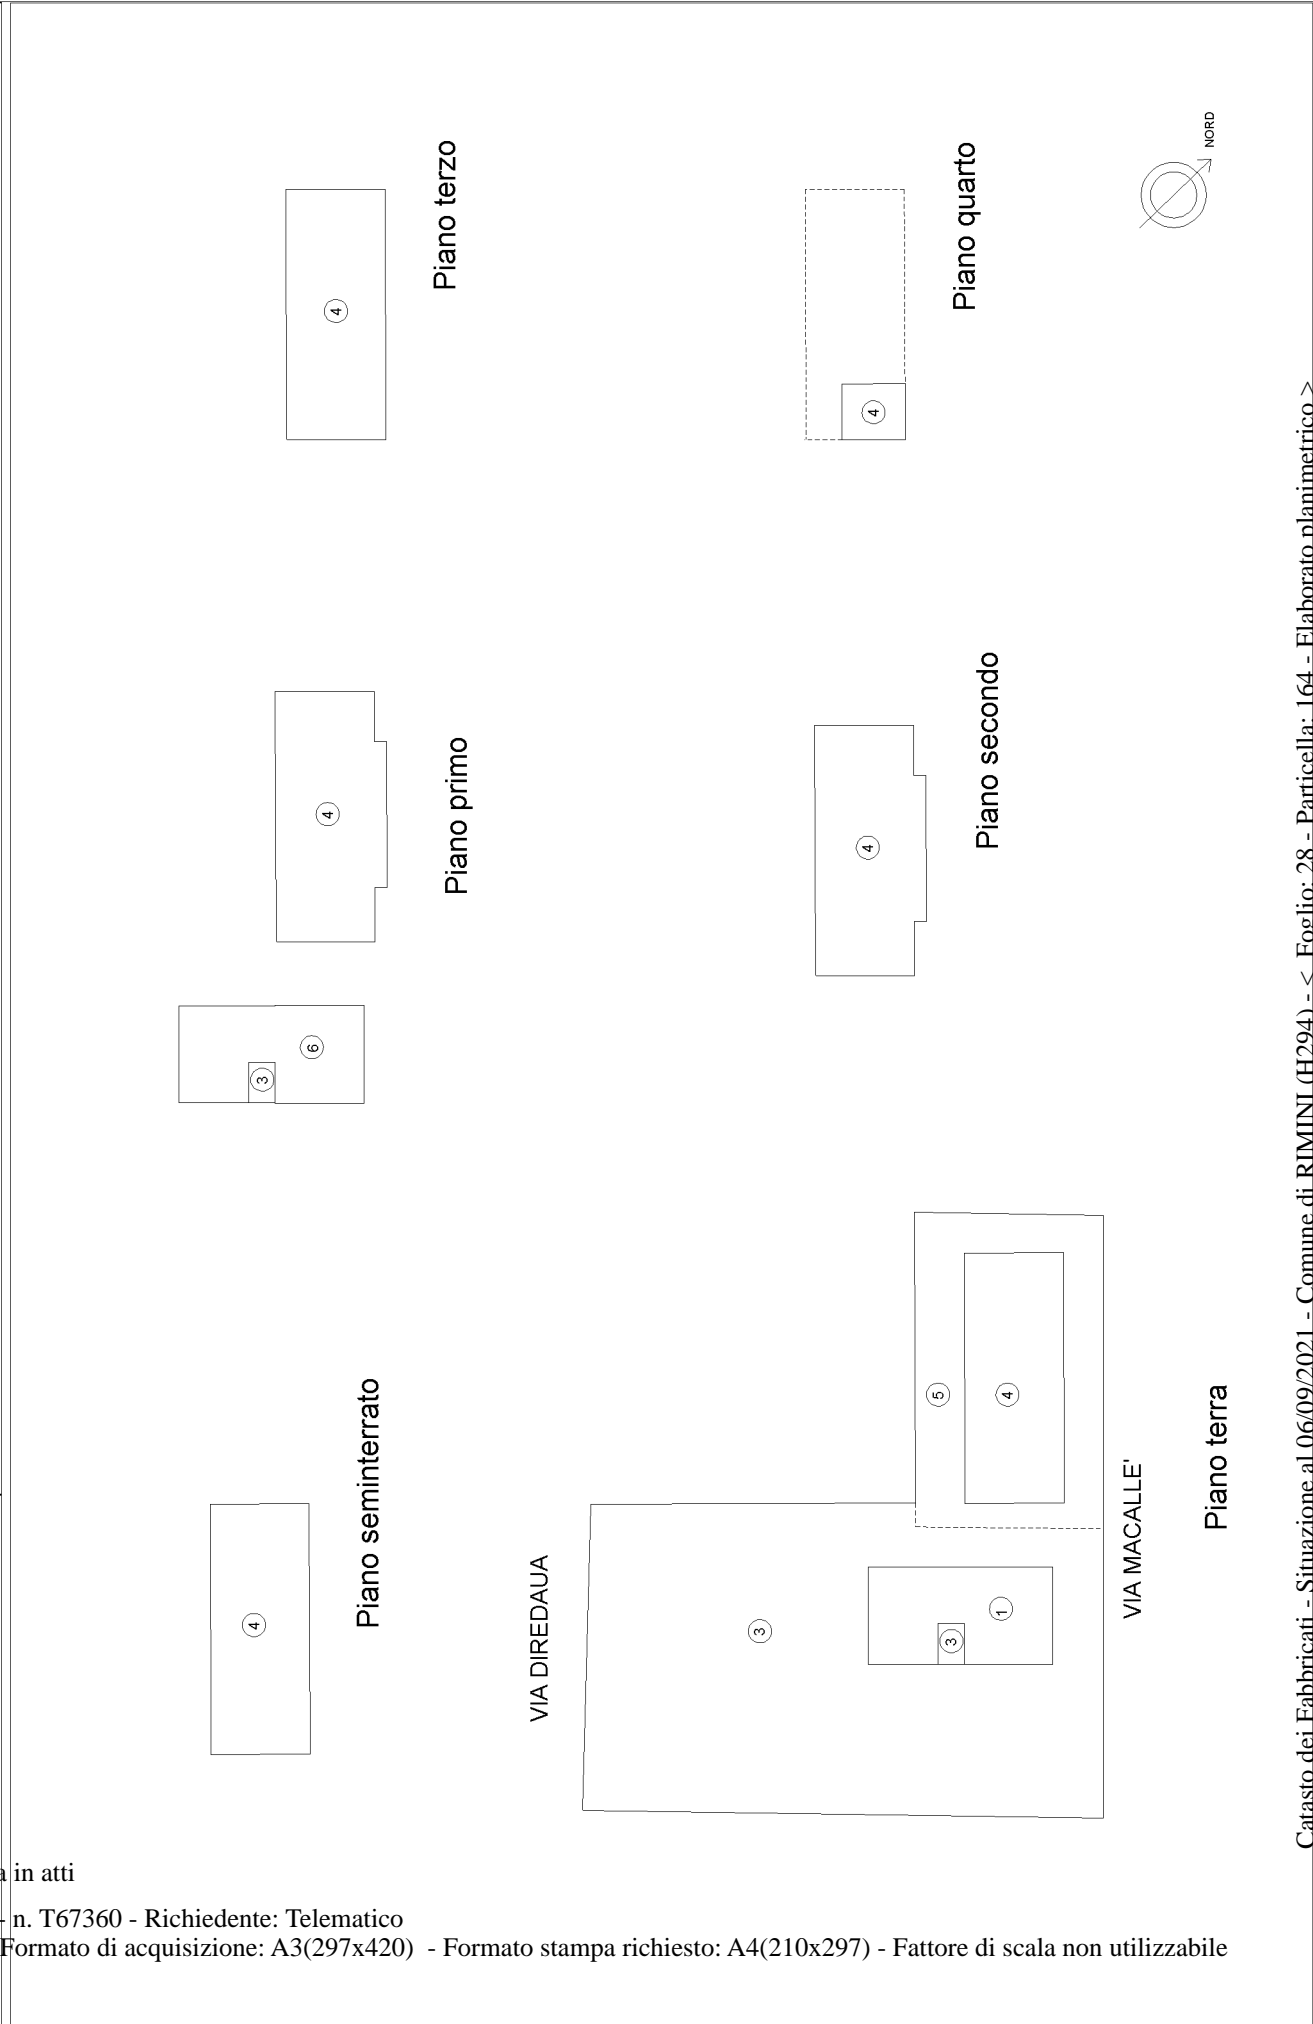 Piano terzo
4
Piano quarto
4
NORD
Piano primo
4
6
3
Piano secondo
4
Piano seminterrato
4
VIA DIREDAUA
3
5
4
1
3
VIA MACALLE'
Piano terra
Catasto dei Fabbricati - Situazione al 06/09/2021 - Comune di RIMINI (H294) - < Foglio: 28 - Particella: 164 - Elaborato planimetrico >
in atti
- n. T67360 - Richiedente: Telematico
Formato di acquisizione: A3(297x420) - Formato stampa richiesto: A4(210x297) - Fattore di scala non utilizzabile